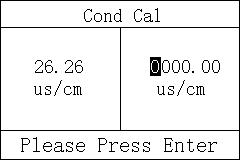 Cond Cal
26.26 0000.00
us/cm us/cm
Please Press Enter